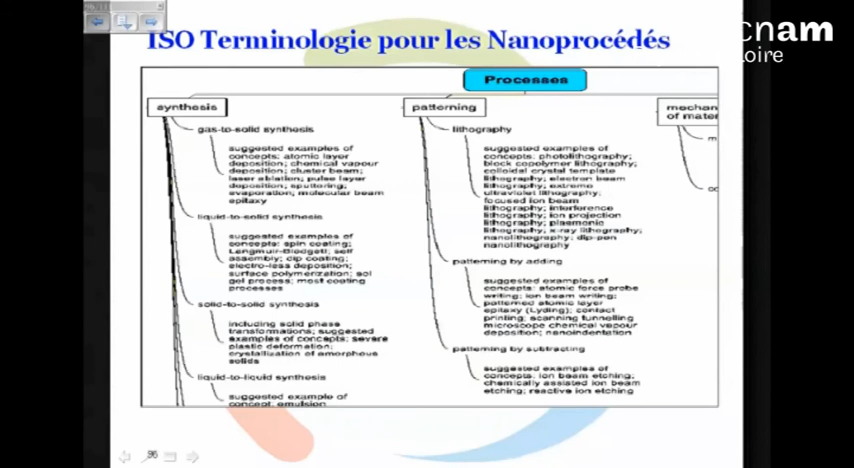 ISO Terminologie pour les Nanoprocédés
cnam
Loire
Processes
synthesis
gas-to-solid synthesis
suggested examples of
concepts: atomic layer
deposition; chemical vapour
deposition; cluster beam;
laser ablation; pulse layer
deposition; sputtering;
evaporation; molecular beam
epitaxy
liquid-to-solid synthesis
suggested examples of
concepts: spin coating;
Langmuir-Blodgett; self
assembly; dip coating;
electro-less deposition;
surface polymerization; sol
gel process; most coating
processes
solid-to-solid synthesis
including solid phase
transformations; suggested
examples of concepts: severe
plastic deformation;
crystallization of amorphous
solids
liquid-to-liquid synthesis
suggested example of
concept: emulsion
patterning
lithography
suggested examples of
concepts: photolithography;
block copolymer lithography;
colloidal crystal template
lithography; electron beam
lithography; extreme
ultraviolet lithography;
focused ion beam
lithography; interference
lithography; ion projection
lithography; plasmonic
lithography; x-ray lithography;
nanolithography; dip-pen
nanolithography
patterning by adding
suggested examples of
concepts: atomic force probe
writing; ion beam writing;
patterned atomic layer
epitaxy (Lyding); contact
printing; scanning tunnelling
microscope chemical vapour
deposition; nanoindentation
patterning by subtracting
suggested examples of
concepts: ion beam etching;
chemically assisted ion beam
etching; reactive ion etching
mechan
of mater
m
co
96